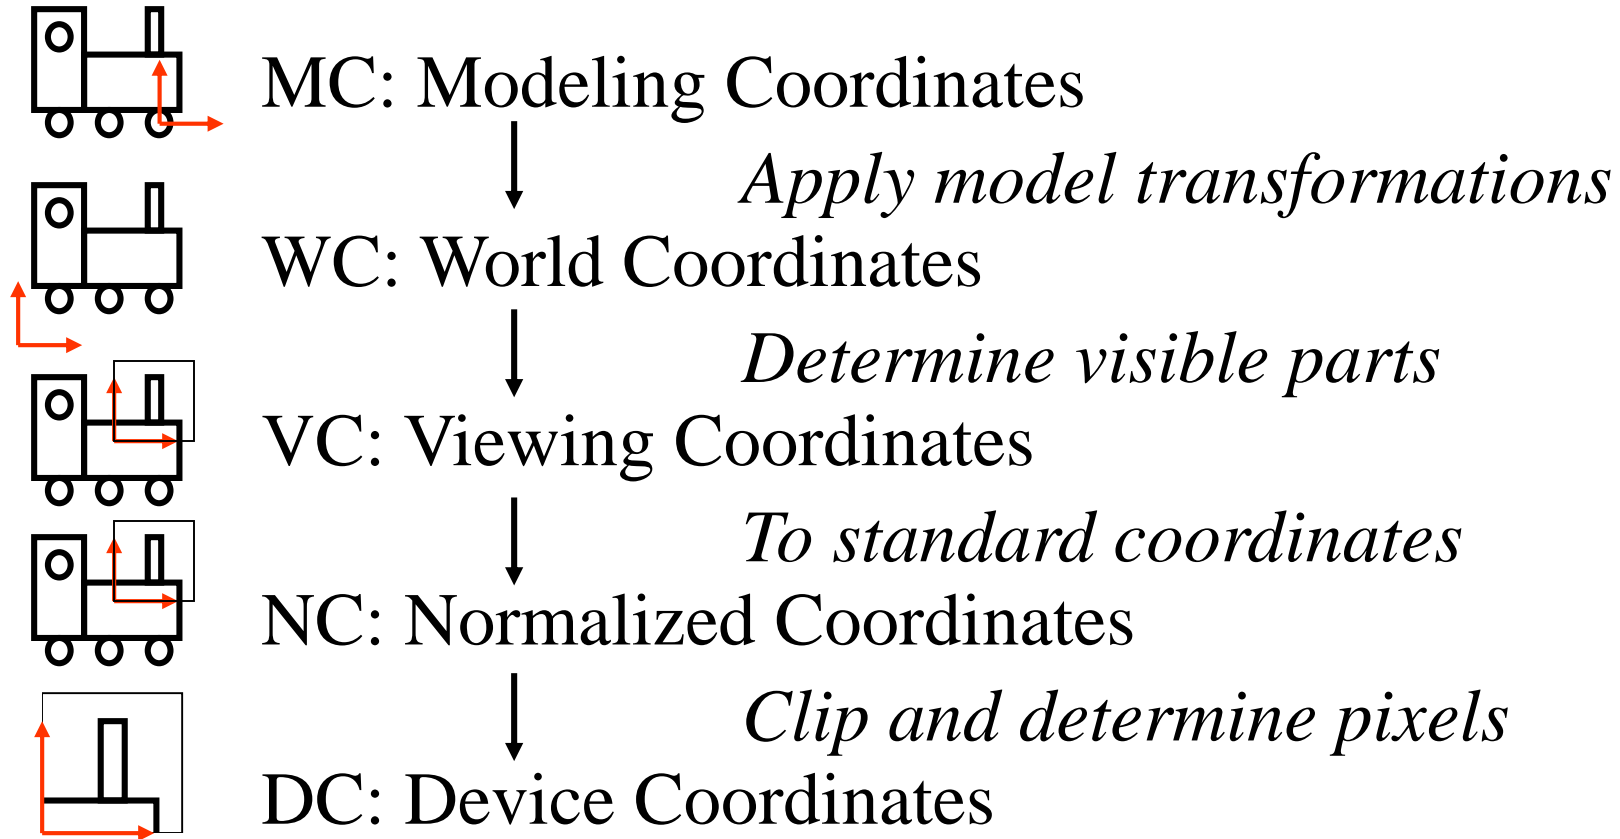 MC: Modeling Coordinates
Apply model transformations
WC: World Coordinates
Determine visible parts
VC: Viewing Coordinates
To standard coordinates
NC: Normalized Coordinates
Clip and determine pixels
DC: Device Coordinates